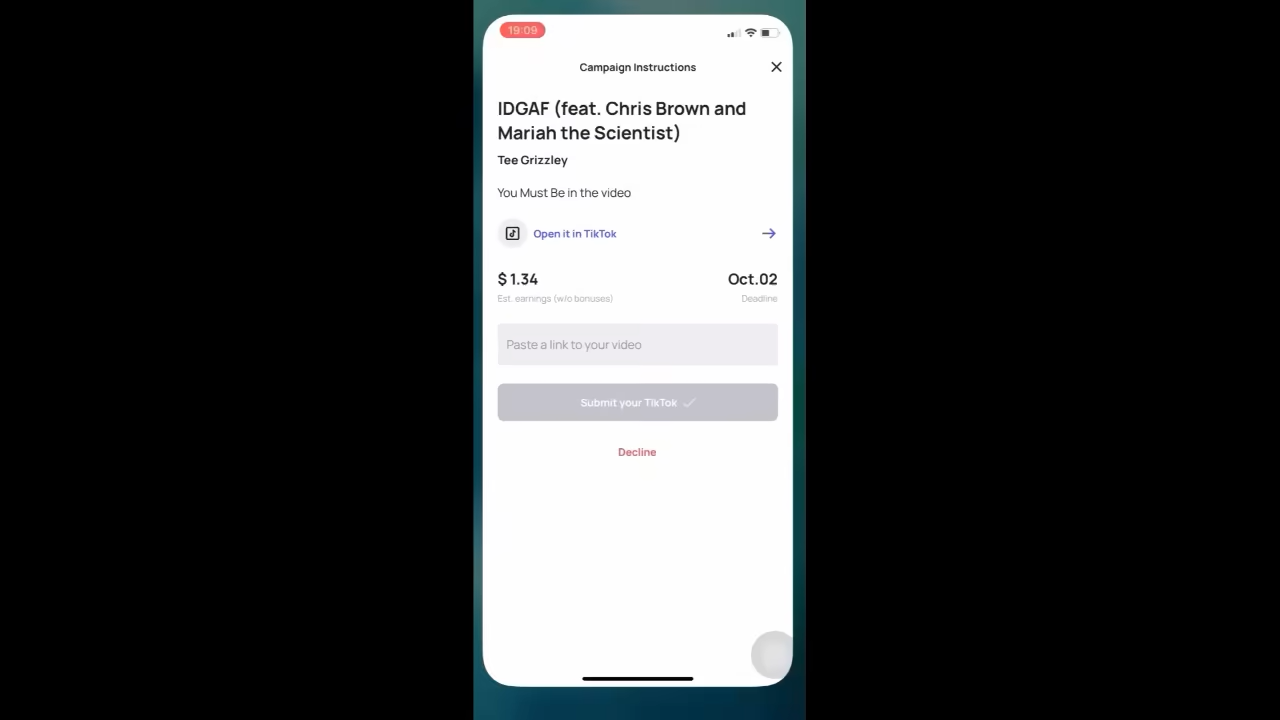 19:09
Campaign Instructions
IDGAF (feat. Chris Brown and
Mariah the Scientist)
Tee Grizzley
You Must Be in the video
Open it in TikTok
$ 1.34
Oct.02
Est. earnings (w/o bonuses)
Deadline
Paste a link to your video
Submit your TikTok
Decline